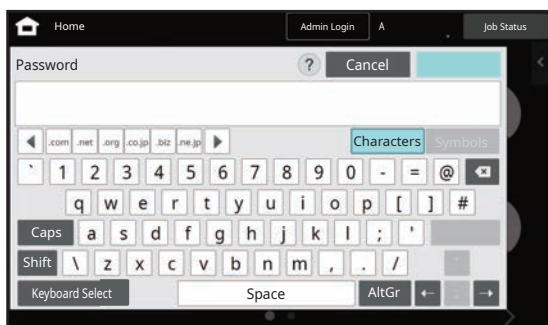 Home Admin Login A Job Status
Password ? Cancel
.com .net .org .co.jp .biz .ne.jp Characters Symbols
` 1 2 3 4 5 6 7 8 9 0 - = @
q w e r t y u i o p [ ] #
Caps a s d f g h j k l ; '
Shift \ z x c v b n m , . /
Keyboard Select Space AltGr ← →